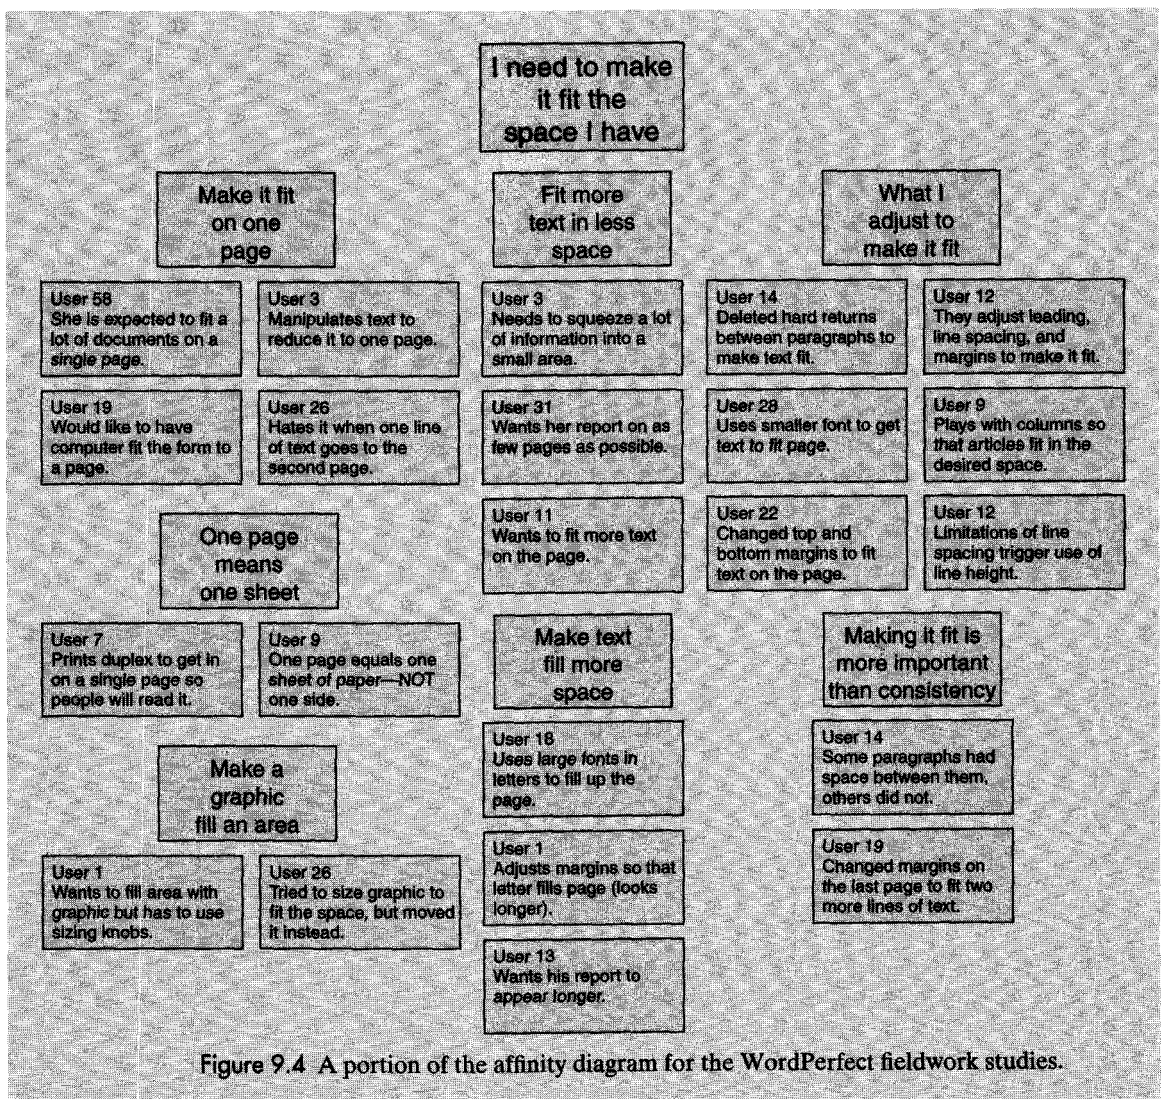 I need to make
it fit the
space I have
Make it fit
on one
page
User 58
She is expected to fit a
lot of documents on a
single page.
User 3
Manipulates text to
reduce it to one page.
User 19
Would like to have
computer fit the form to
a page.
User 26
Hates it when one line
of text goes to the
second page.
One page
means
one sheet
User 7
Prints duplex to get in
on a single page so
people will read it.
User 9
One page equals one
sheet of paper—NOT
one side.
Make a
graphic
fill an area
User 1
Wants to fill area with
graphic but has to use
sizing knobs.
User 26
Tried to size graphic to
fit the space, but moved
it instead.
Fit more
text in less
space
User 3
Needs to squeeze a lot
of information into a
small area.
User 31
Wants her report on as
few pages as possible.
User 11
Wants to fit more text
on the page.
Make text
fill more
space
User 18
Uses large fonts in
letters to fill up the
page.
User 1
Adjusts margins so that
letter fills page (looks
longer).
User 13
Wants his report to
appear longer.
What I
adjust to
make it fit
User 14
Deleted hard returns
between paragraphs to
make text fit.
User 12
They adjust leading,
line spacing, and
margins to make it fit.
User 28
Uses smaller font to get
text to fit page.
User 9
Plays with columns so
that articles fit in the
desired space.
User 22
Changed top and
bottom margins to fit
text on the page.
User 12
Limitations of line
spacing trigger use of
line height.
Making it fit is
more important
than consistency
User 14
Some paragraphs had
space between them,
others did not.
User 19
Changed margins on
the last page to fit two
more lines of text.
Figure 9.4 A portion of the affinity diagram for the WordPerfect fieldwork studies.